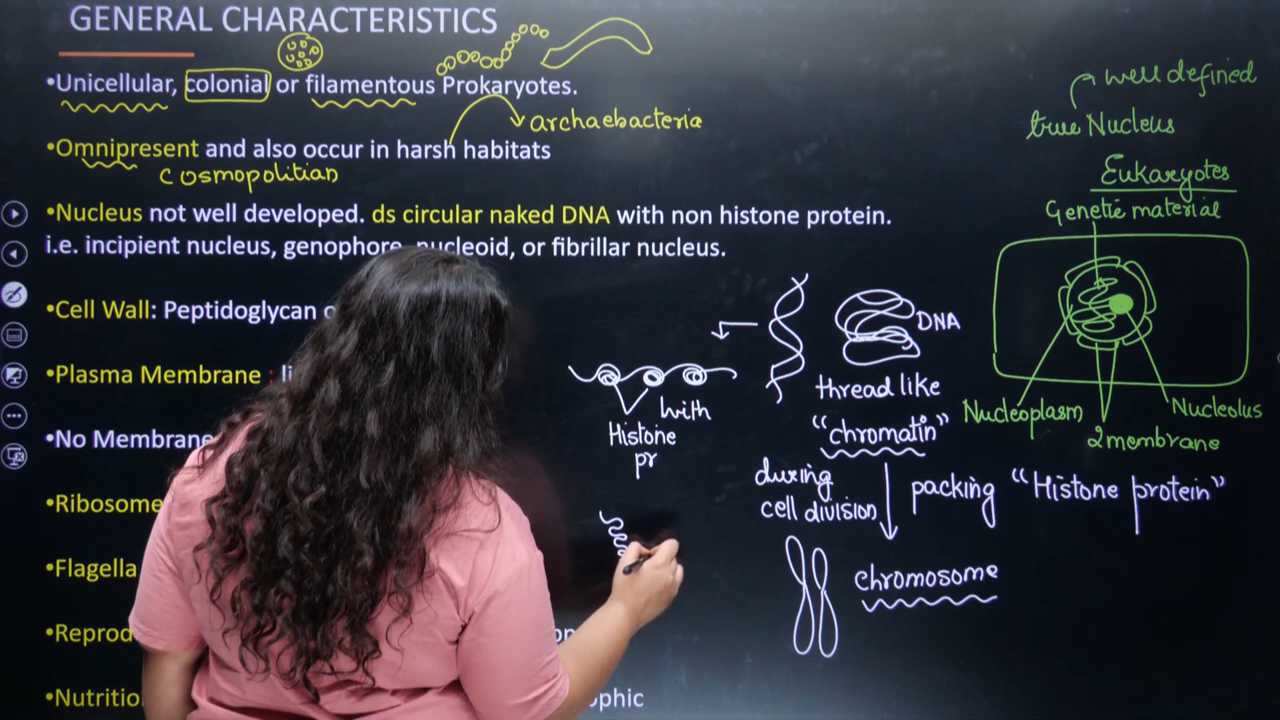 GENERAL CHARACTERISTICS
•Unicellular, colonial or filamentous Prokaryotes.
archaebacteria
•Omnipresent and also occur in harsh habitats
cosmopolitian
•Nucleus not well developed. ds circular naked DNA with non histone protein.
i.e. incipient nucleus, genophore, nucleoid, or fibrillar nucleus.
•Cell Wall: Peptidoglycan
•Plasma Membrane :
•No Membrane
•Ribosome
•Flagella
•Reprod
•Nutritio
ophic
with
Histone
pr
DNA
thread like
"chromatin"
during
cell division
packing "Histone protein"
chromosome
well defined
true Nucleus
Eukaryotes
Genetic material
Nucleoplasm
2membrane
Nucleolus